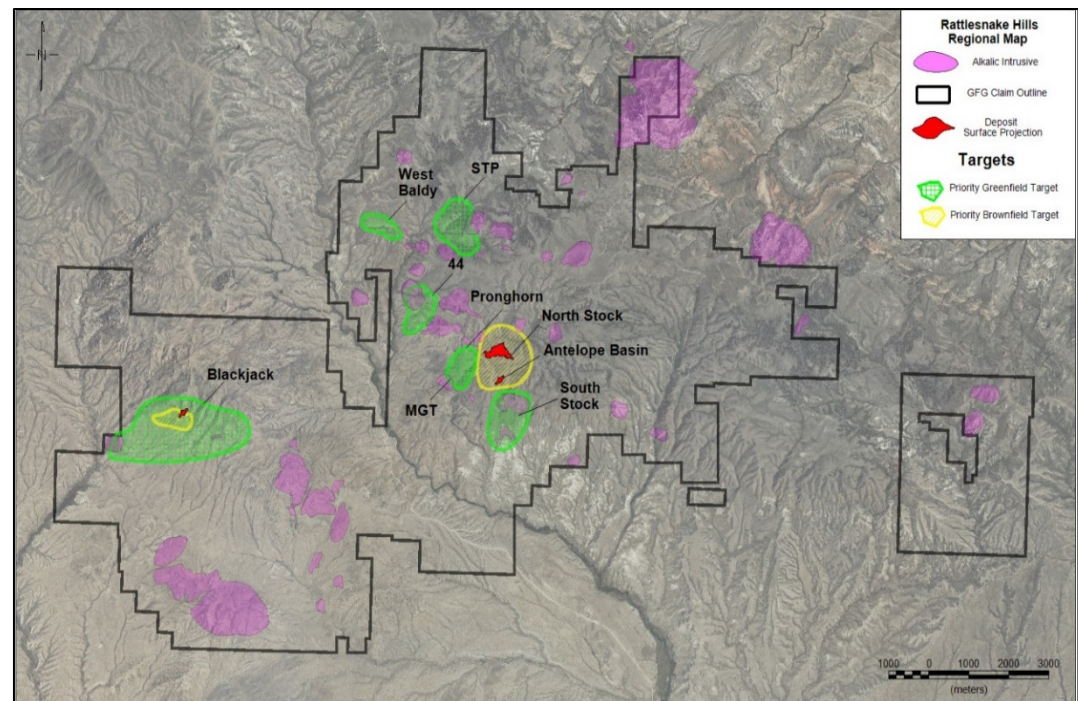 Rattlesnake Hills
Regional Map
Alkalic Intrusive
GFG Claim Outline
Deposit
Surface Projection
Targets
Priority Greenfield Target
Priority Brownfield Target
N
West
Baldy
STP
44
Pronghorn
North Stock
Antelope Basin
Blackjack
South
Stock
MGT
1000 0 1000 2000 3000
(meters)